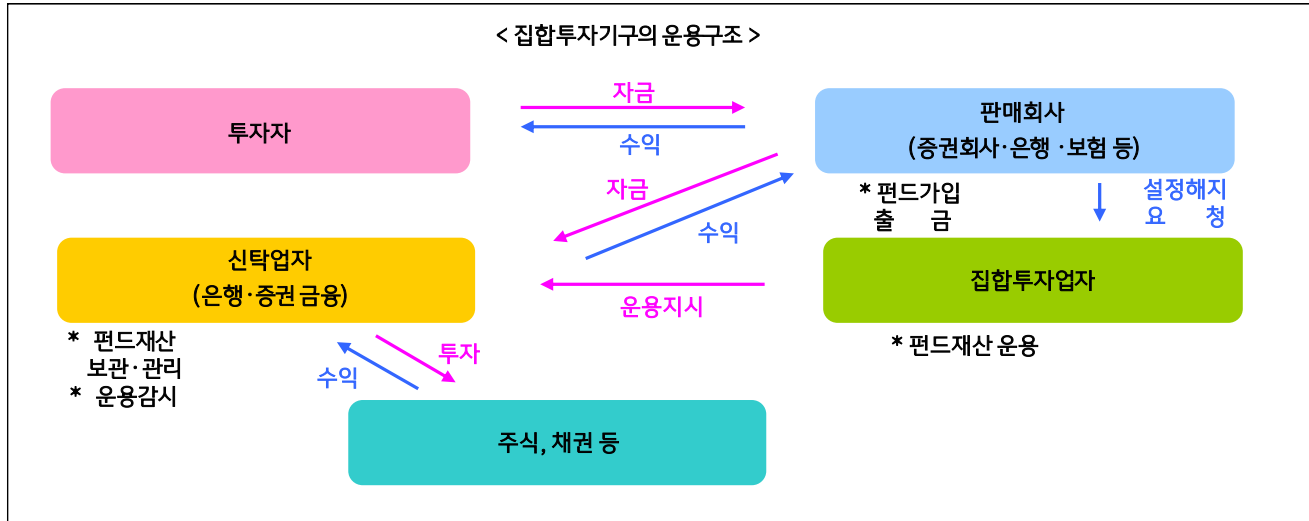 < 집합투자기구의 운용구조 >
투자자
자금
수익
판매회사
(증권회사·은행 ·보험 등)
자금
수익
* 펀드가입
출 금
설정해지
요 청
신탁업자
(은행·증권 금융)
운용지시
집합투자업자
* 펀드재산
보관·관리
* 운용감시
수익
투자
* 펀드재산 운용
주식, 채권 등